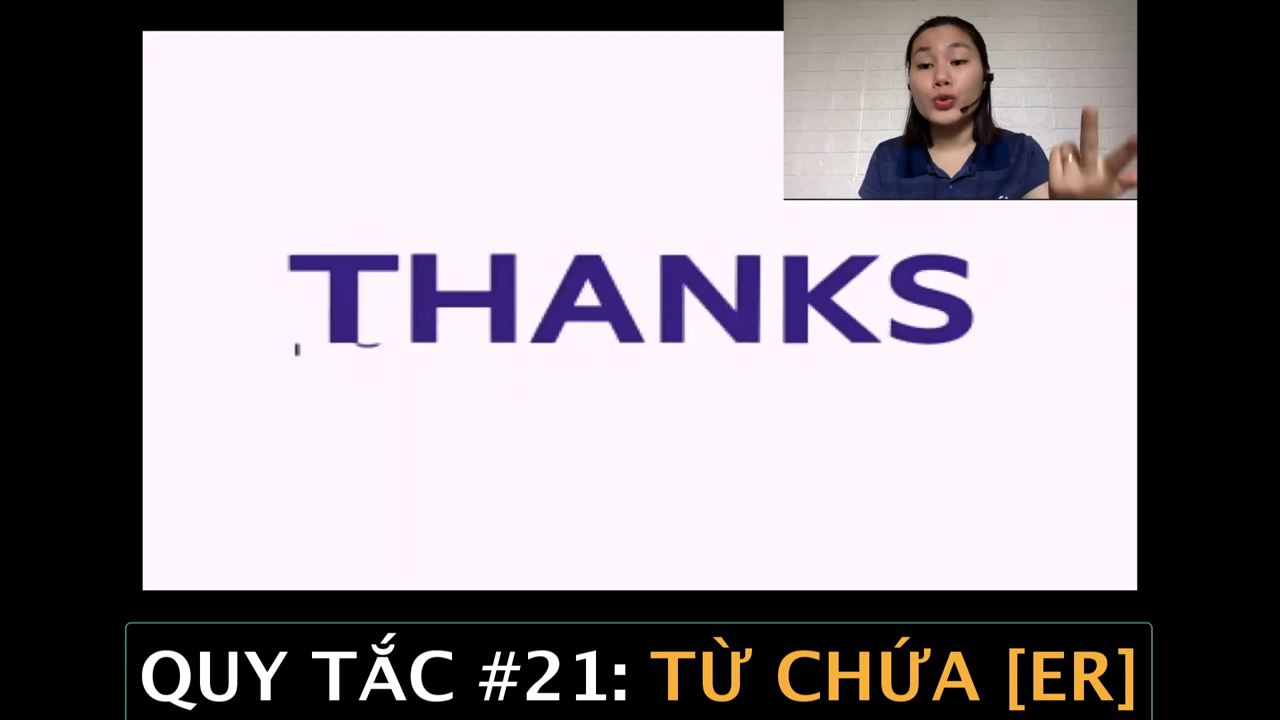 THANKS
QUY TẮC #21: TỪ CHỨA [ER]